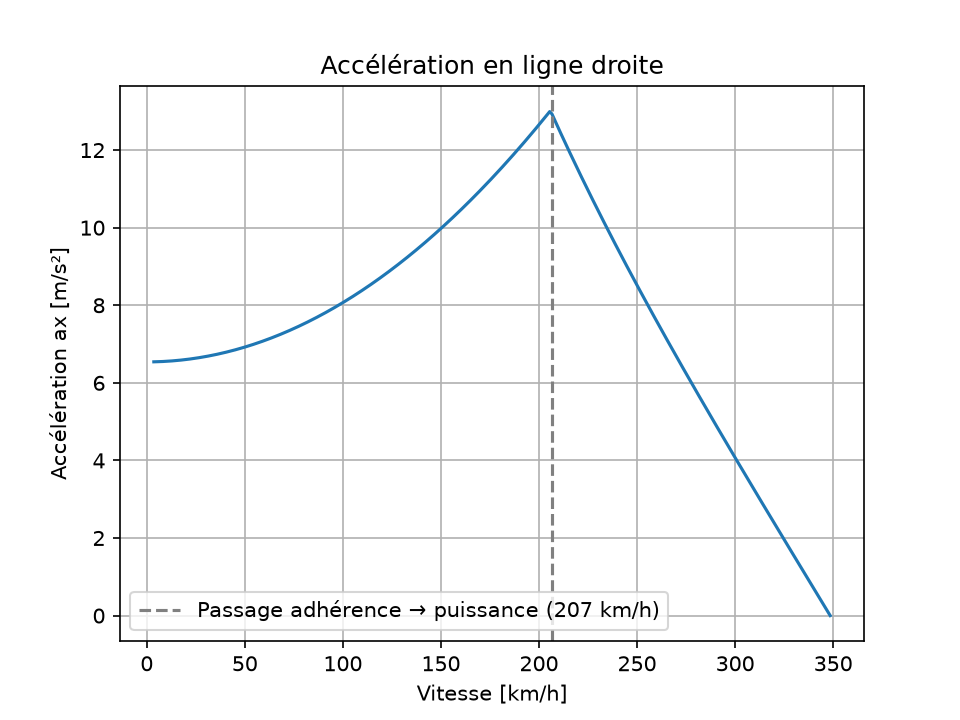 Accélération en ligne droite
Accélération ax [m/s²]
12
10
8
6
4
2
0
Passage adhérence → puissance (207 km/h)
0 50 100 150 200 250 300 350
Vitesse [km/h]